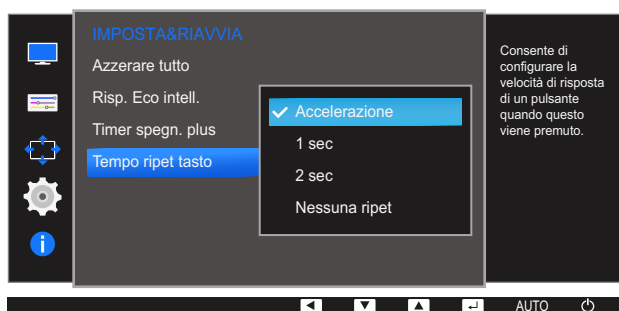 IMPOSTA&RIAVVIA
Azzerare tutto
Risp. Eco intell.
Timer spegn. plus
Tempo ripet tasto
Accelerazione
1 sec
2 sec
Nessuna ripet
Consente di
configurare la
velocità di risposta
di un pulsante
quando questo
viene premuto.
AUTO